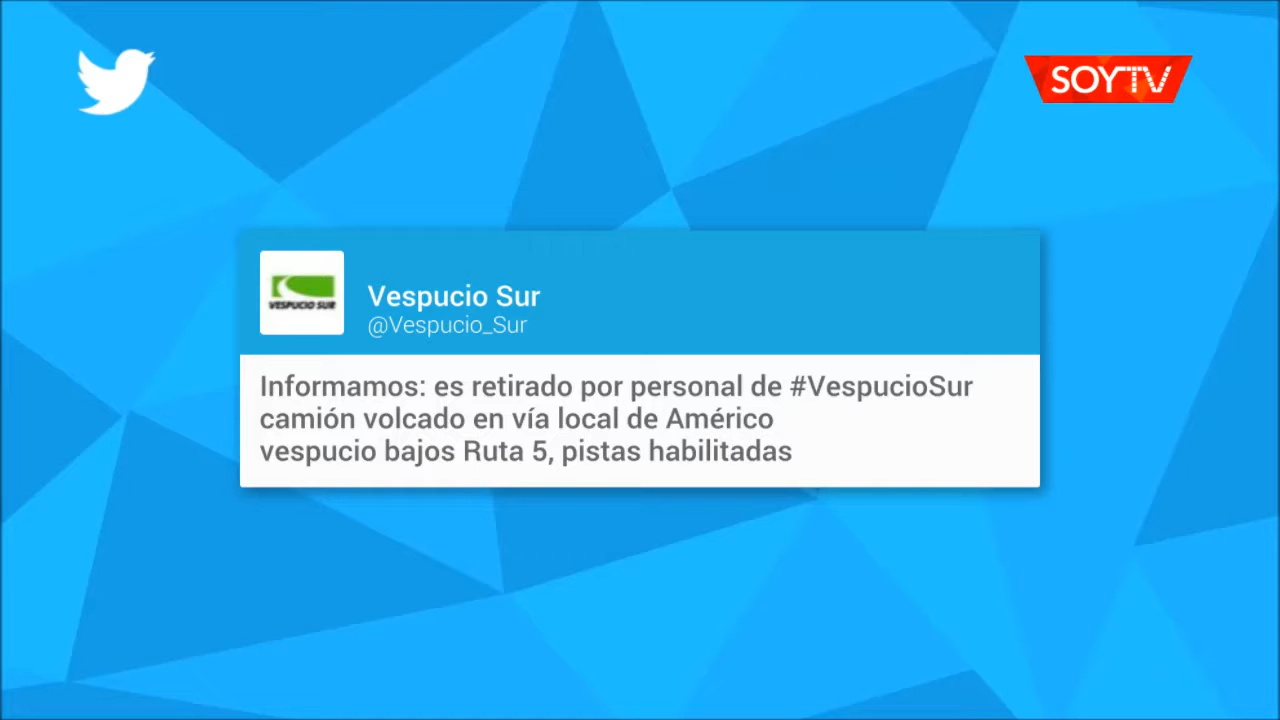 SOYTV
VESPUCIO SUR
Vespucio Sur
@Vespucio_Sur
Informamos: es retirado por personal de #VespucioSur
camión volcado en vía local de Américo
vespucio bajos Ruta 5, pistas habilitadas